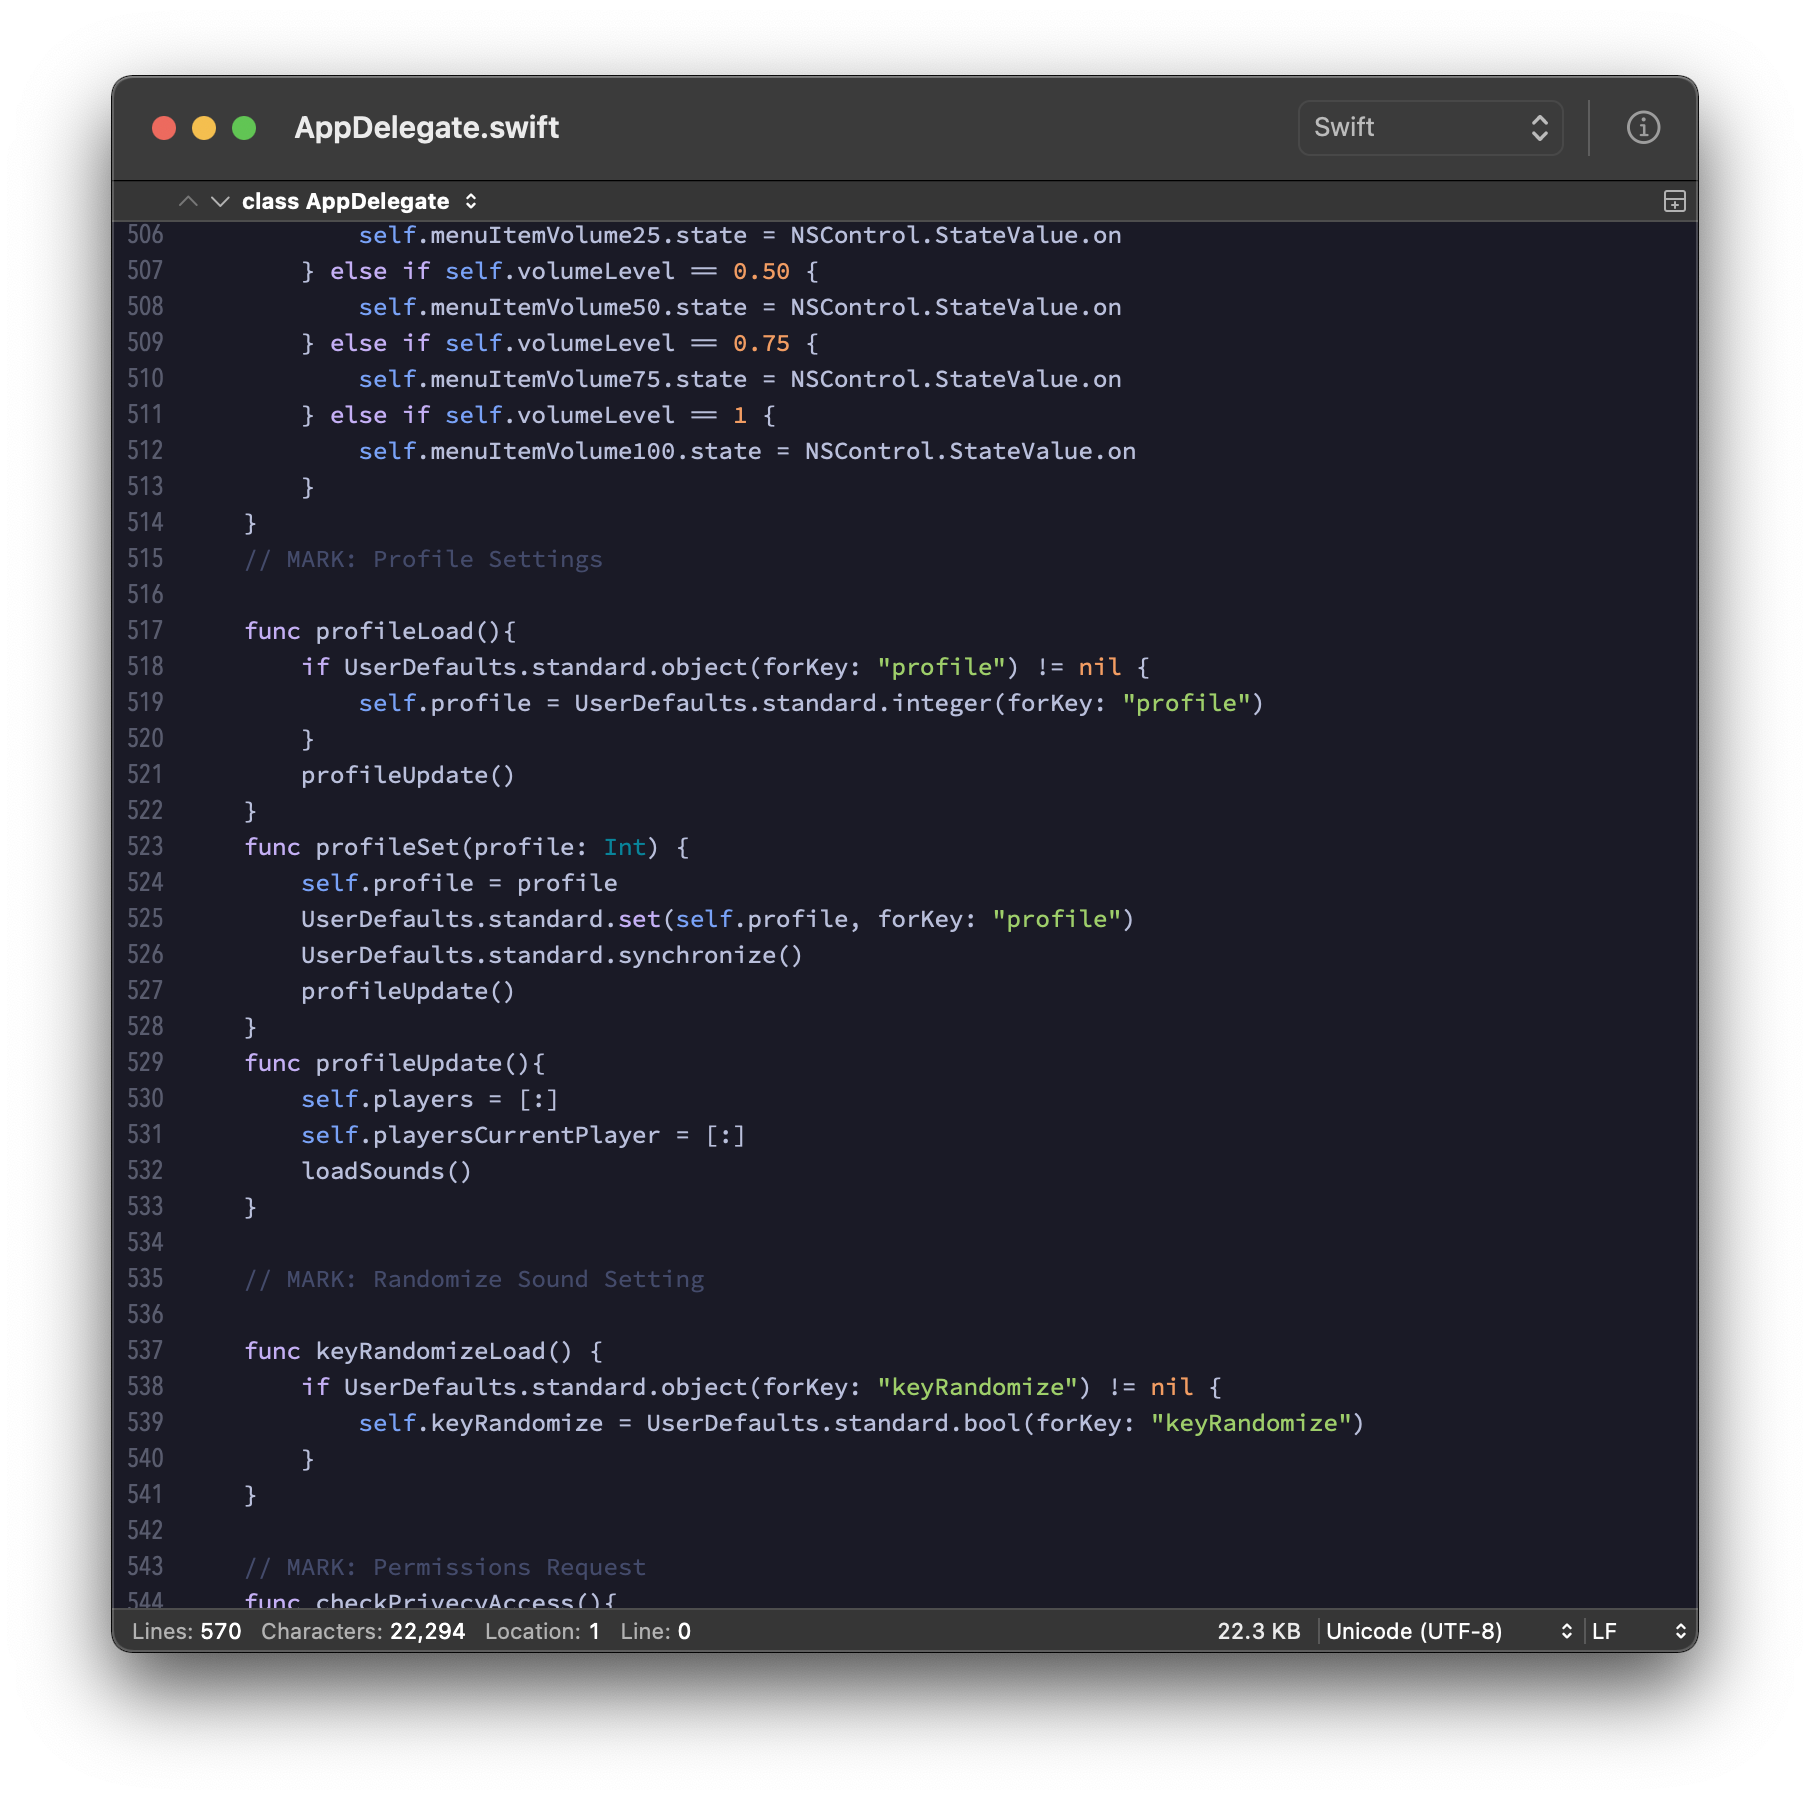 AppDelegate.swift
Swift
class AppDelegate
506 self.menuItemVolume25.state = NSControl.StateValue.on
507 } else if self.volumeLevel == 0.50 {
508 self.menuItemVolume50.state = NSControl.StateValue.on
509 } else if self.volumeLevel == 0.75 {
510 self.menuItemVolume75.state = NSControl.StateValue.on
511 } else if self.volumeLevel == 1 {
512 self.menuItemVolume100.state = NSControl.StateValue.on
513 }
514 }
515 // MARK: Profile Settings
516
517 func profileLoad(){
518 if UserDefaults.standard.object(forKey: "profile") != nil {
519 self.profile = UserDefaults.standard.integer(forKey: "profile")
520 }
521 profileUpdate()
522 }
523 func profileSet(profile: Int) {
524 self.profile = profile
525 UserDefaults.standard.set(self.profile, forKey: "profile")
526 UserDefaults.standard.synchronize()
527 profileUpdate()
528 }
529 func profileUpdate(){
530 self.players = [:]
531 self.playersCurrentPlayer = [:]
532 loadSounds()
533 }
534
535 // MARK: Randomize Sound Setting
536
537 func keyRandomizeLoad() {
538 if UserDefaults.standard.object(forKey: "keyRandomize") != nil {
539 self.keyRandomize = UserDefaults.standard.bool(forKey: "keyRandomize")
540 }
541 }
542
543 // MARK: Permissions Request
544 func checkPrivecyAccess(){
Lines: 570 Characters: 22,294 Location: 1 Line: 0 22.3 KB Unicode (UTF-8) LF